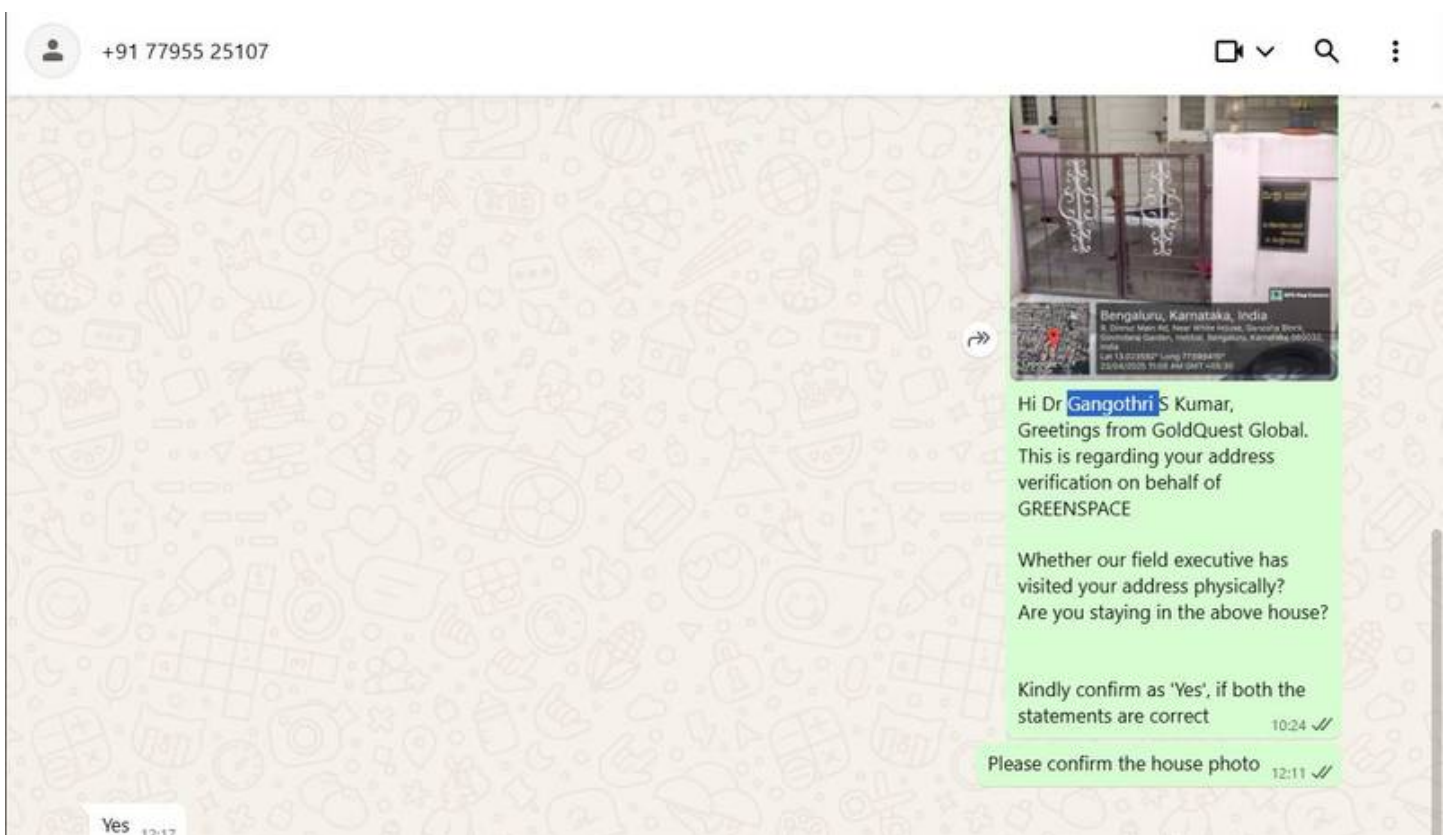 +91 77955 25107
Bengaluru, Karnataka, India
Hi Dr Gangothri S Kumar,
Greetings from GoldQuest Global.
This is regarding your address
verification on behalf of
GREENSPACE
Whether our field executive has
visited your address physically?
Are you staying in the above house?
Kindly confirm as 'Yes', if both the
statements are correct
10:24
Please confirm the house photo
12:11
Yes
12:17